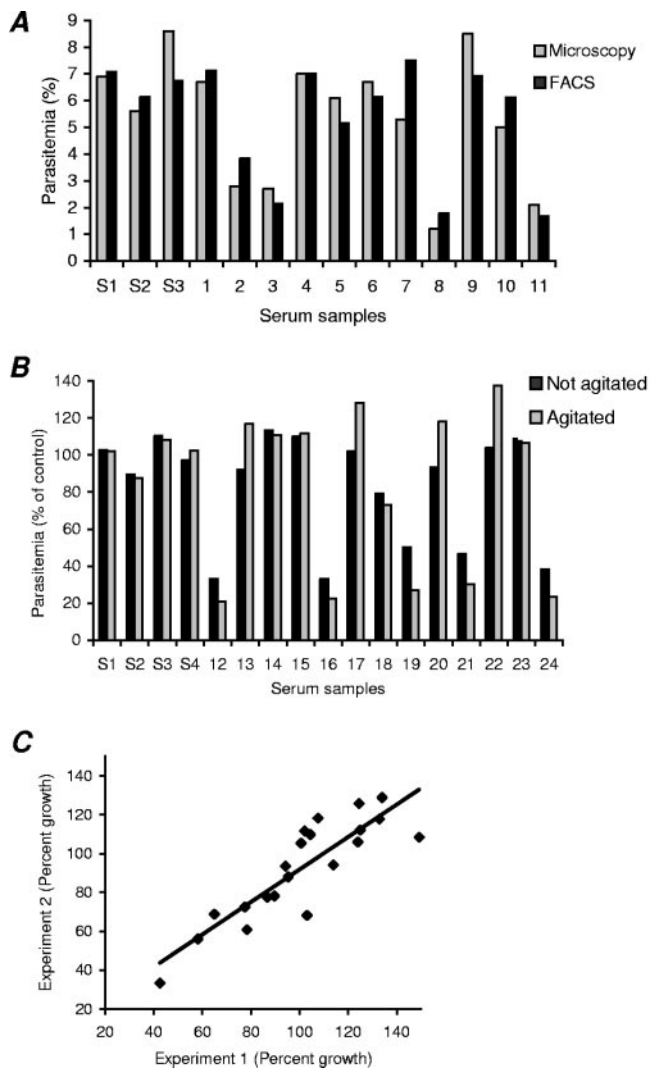 A
9
8
7
6
5
4
3
2
1
0
Parasitemia (%)
Microscopy
FACS
S1 S2 S3 1 2 3 4 5 6 7 8 9 10 11
Serum samples
B
140
120
100
80
60
40
20
0
Parasitemia (% of control)
Not agitated
Agitated
S1 S2 S3 S4 12 13 14 15 16 17 18 19 20 21 22 23 24
Serum samples
C
140
120
100
80
60
40
20
Experiment 2 (Percent growth)
20 40 60 80 100 120 140
Experiment 1 (Percent growth)